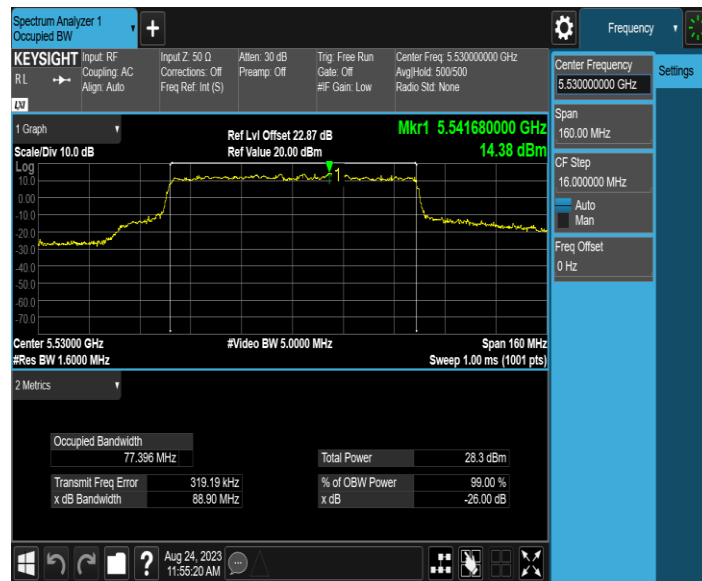 Spectrum Analyzer 1
Occupied BW
+
Frequency
KEYSIGHT
RL
LXI
Input: RF
Coupling: AC
Align: Auto
Input Z: 50 Ω
Corrections: Off
Freq Ref: Int (S)
Atten: 30 dB
Preamp: Off
Trig: Free Run
Gate: Off
#IF Gain: Low
Center Freq: 5.530000000 GHz
Avg|Hold: 500/500
Radio Std: None
Center Frequency
5.530000000 GHz
Settings
Span
160.00 MHz
CF Step
16.000000 MHz
Auto
Man
Freq Offset
0 Hz
1 Graph
Scale/Div 10.0 dB
Ref Lvl Offset 22.87 dB
Ref Value 20.00 dBm
Mkr1 5.541680000 GHz
14.38 dBm
Log
10.0
0.00
-10.0
-20.0
-30.0
-40.0
-50.0
-60.0
-70.0
1
Center 5.53000 GHz
#Video BW 5.0000 MHz
Span 160 MHz
#Res BW 1.6000 MHz
Sweep 1.00 ms (1001 pts)
2 Metrics
Occupied Bandwidth
77.396 MHz
Total Power 28.3 dBm
Transmit Freq Error 319.19 kHz
% of OBW Power 99.00 %
x dB Bandwidth 88.90 MHz
x dB -26.00 dB
?
Aug 24, 2023
11:55:20 AM